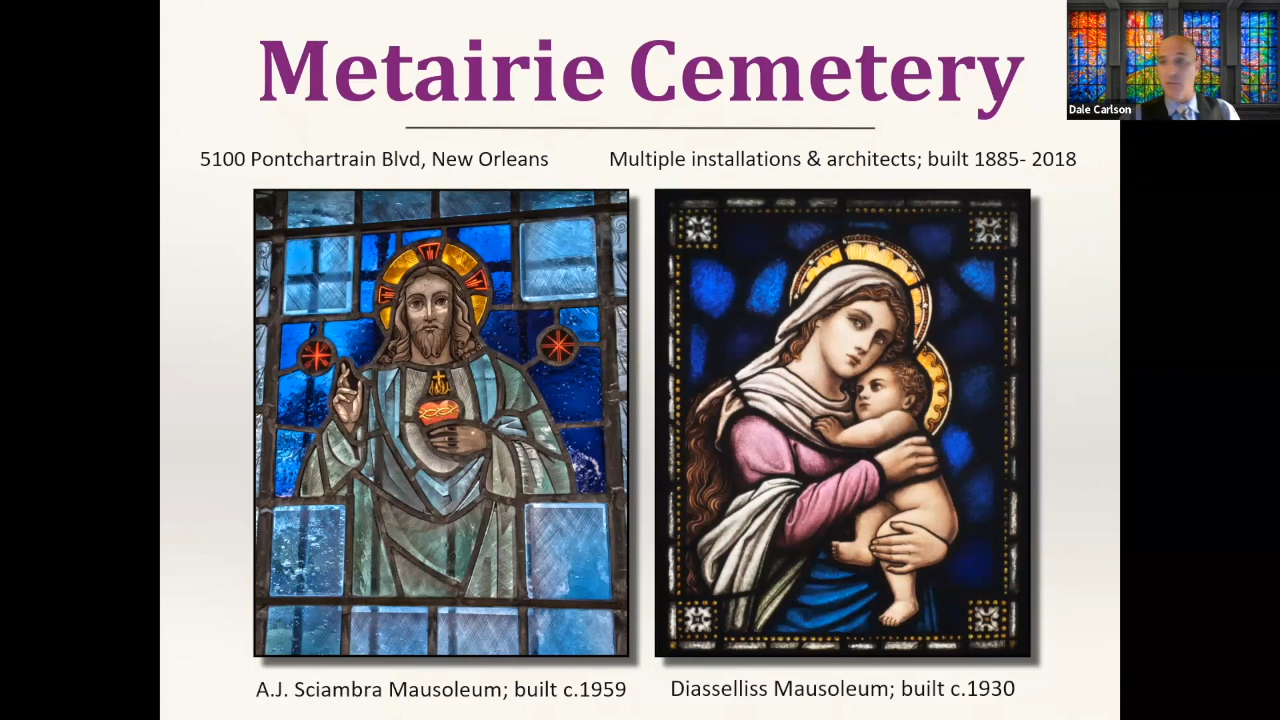 Metairie Cemetery
Dale Carlson
5100 Pontchartrain Blvd, New Orleans
Multiple installations & architects; built 1885- 2018
A.J. Sciambra Mausoleum; built c.1959
Diasselliss Mausoleum; built c.1930